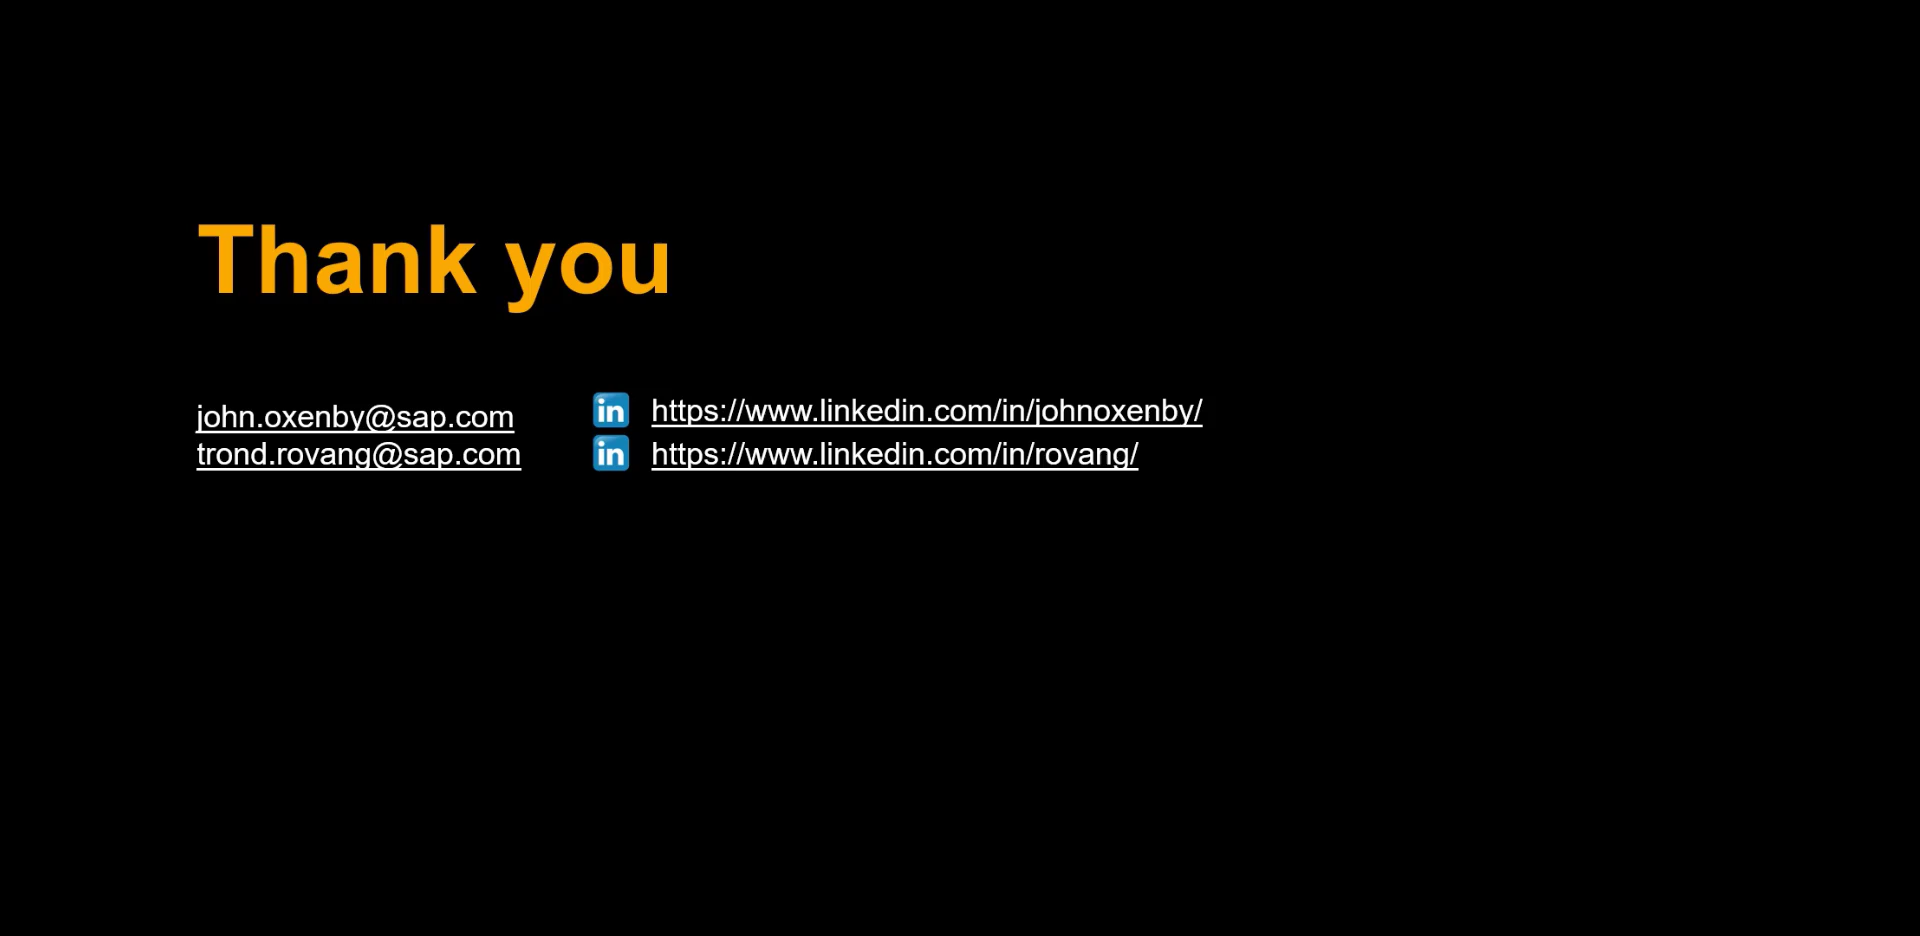 Thank you
john.oxenby@sap.com in https://www.linkedin.com/in/johnoxenby/
trond.rovang@sap.com in https://www.linkedin.com/in/rovang/